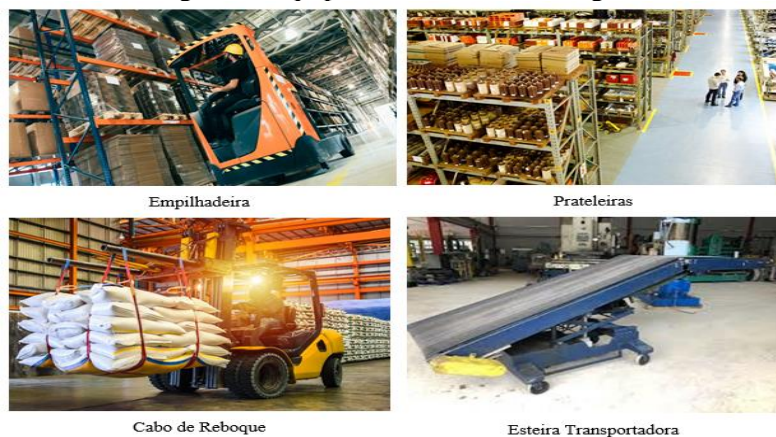 Empilhadeira
Prateleiras
Cabo de Reboque
Esteira Transportadora